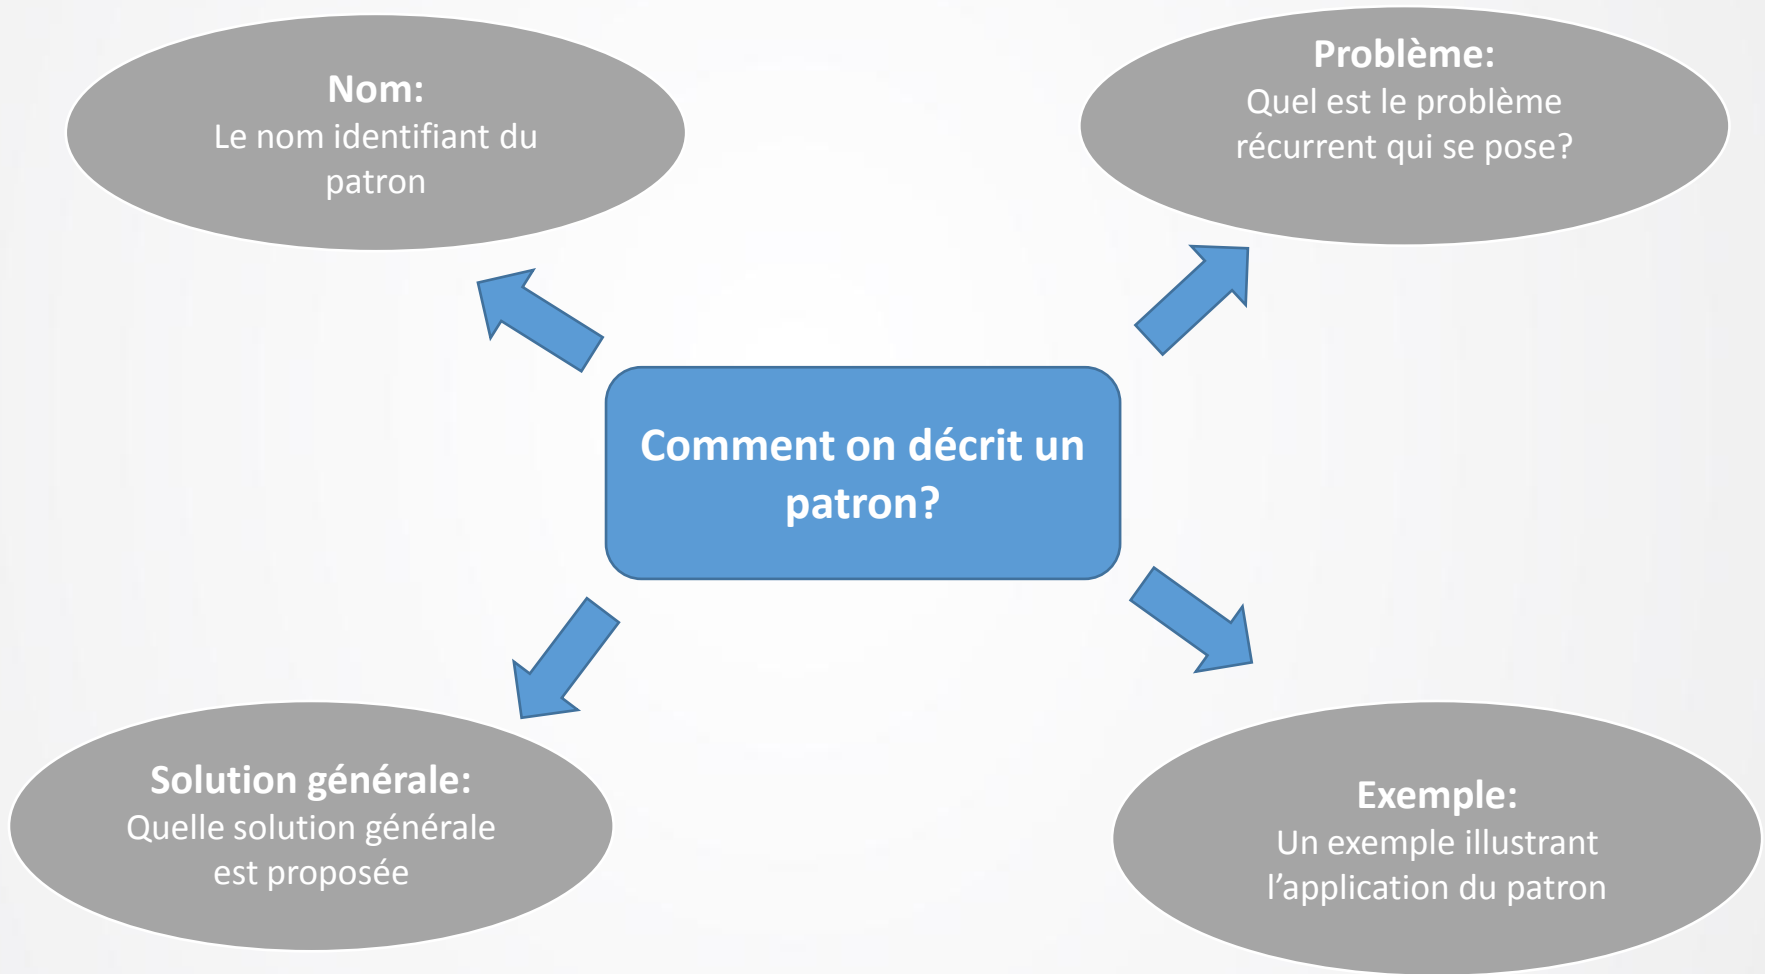 Nom:
Le nom identifiant du
patron
Problème:
Quel est le problème
récurrent qui se pose?
Comment on décrit un
patron?
Solution générale:
Quelle solution générale
est proposée
Exemple:
Un exemple illustrant
l’application du patron